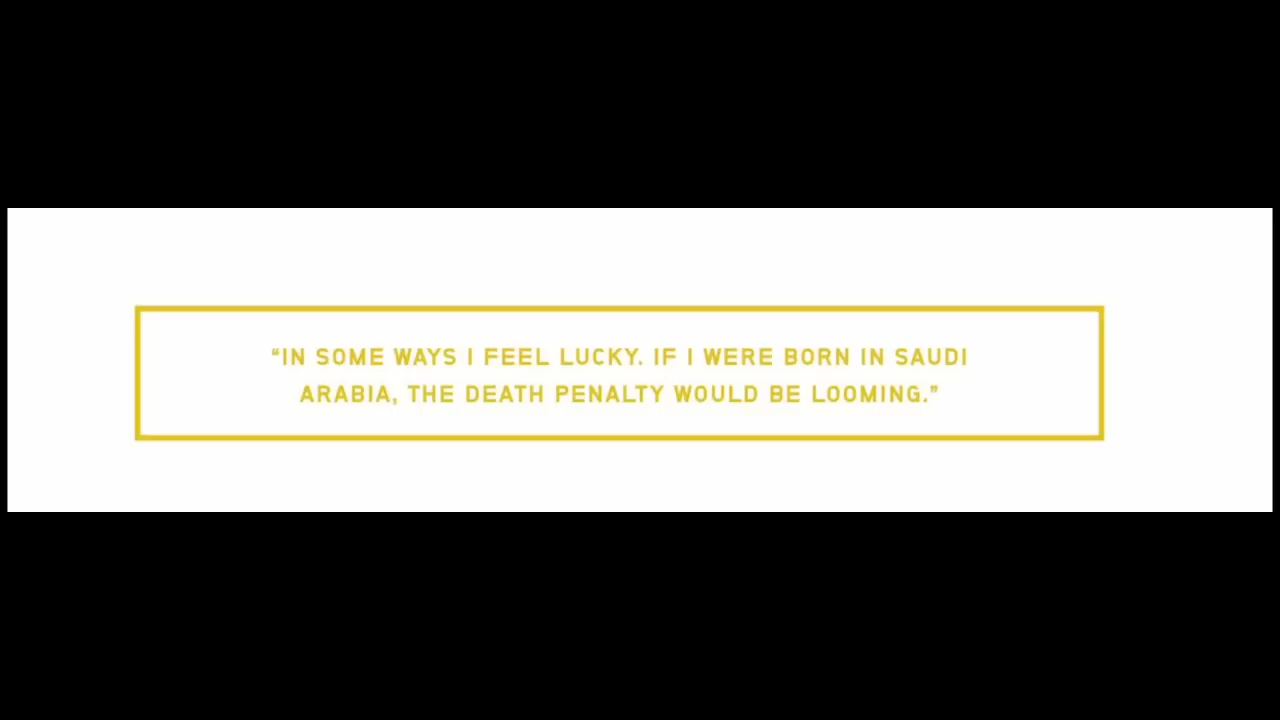 “IN SOME WAYS I FEEL LUCKY. IF I WERE BORN IN SAUDI
ARABIA, THE DEATH PENALTY WOULD BE LOOMING.”